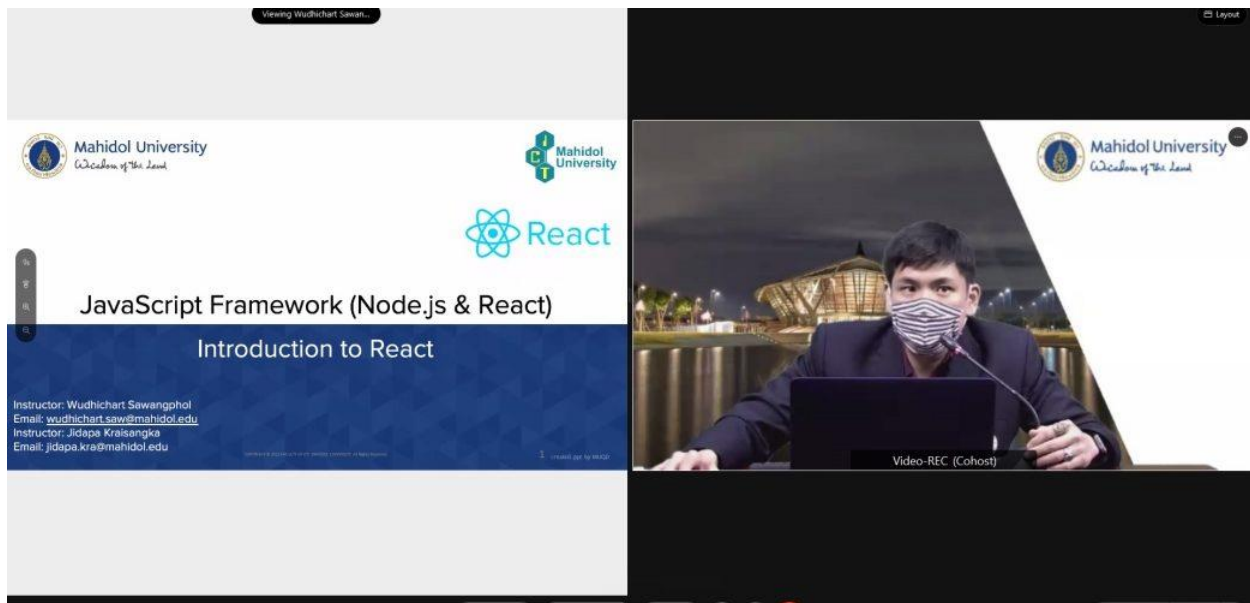 Viewing Wudhichart Sawan...
Layout
Mahidol University
Wisdom of the Land
ICT
Mahidol
University
React
JavaScript Framework (Node.js & React)
Introduction to React
Instructor: Wudhichart Sawangphol
Email: wudhichart.saw@mahidol.edu
Instructor: Jidapa Kraisangka
Email: jidapa.kra@mahidol.edu
1
Mahidol University
Wisdom of the Land
Video-REC (Cohost)